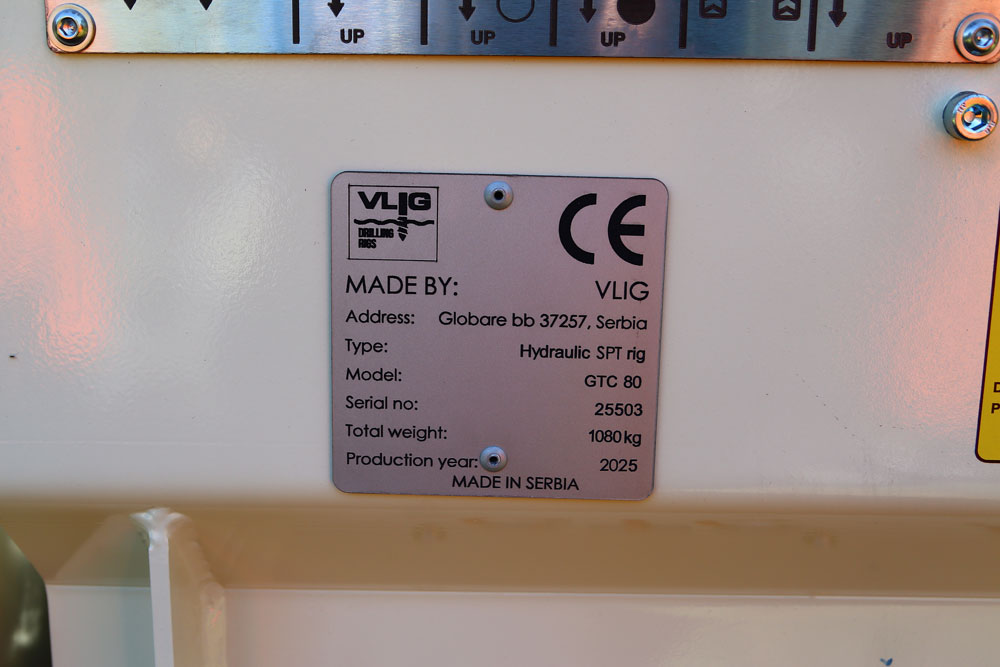 UP
UP
UP
UP
VLIG
DRILLING
RIGS
CE
MADE BY: VLIG
Address: Globare bb 37257, Serbia
Type: Hydraulic SPT rig
Model: GTC 80
Serial no: 25503
Total weight: 1080kg
Production year: 2025
MADE IN SERBIA